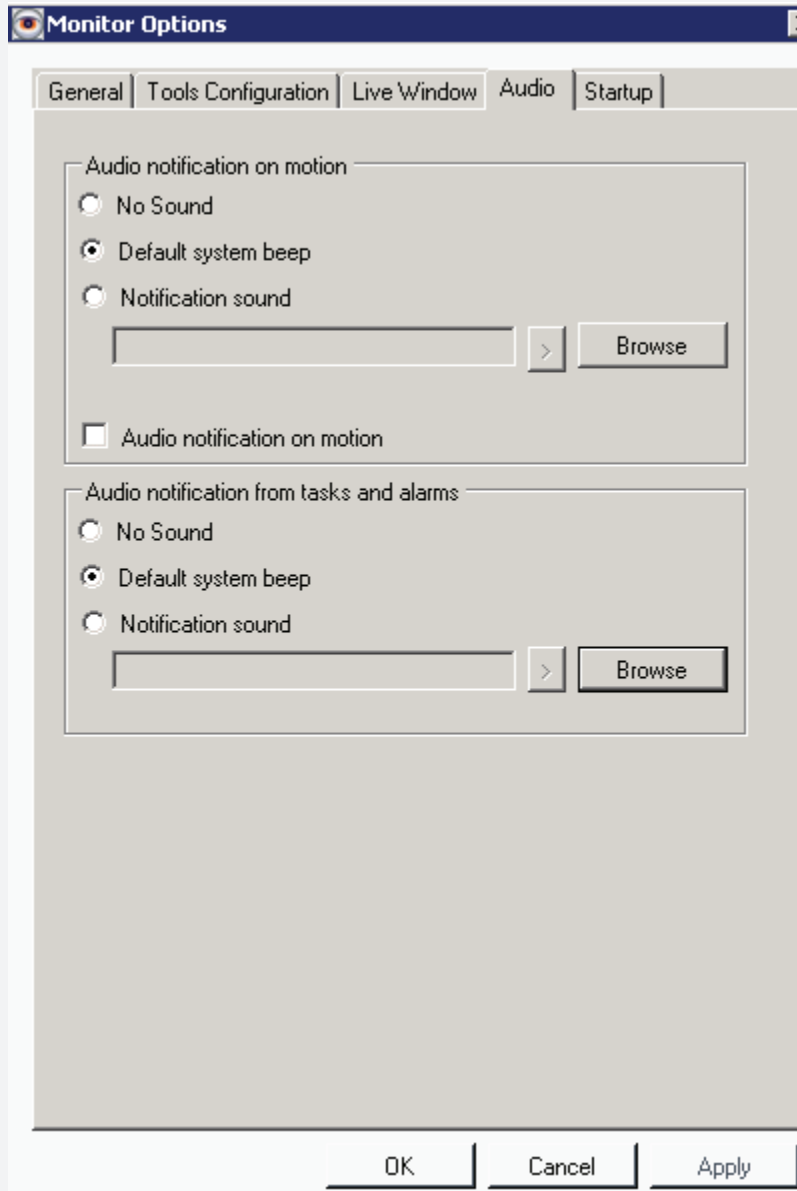 Monitor Options
General Tools Configuration Live Window Audio Startup
Audio notification on motion
No Sound
Default system beep
Notification sound
> Browse
Audio notification on motion
Audio notification from tasks and alarms
No Sound
Default system beep
Notification sound
> Browse
OK Cancel Apply